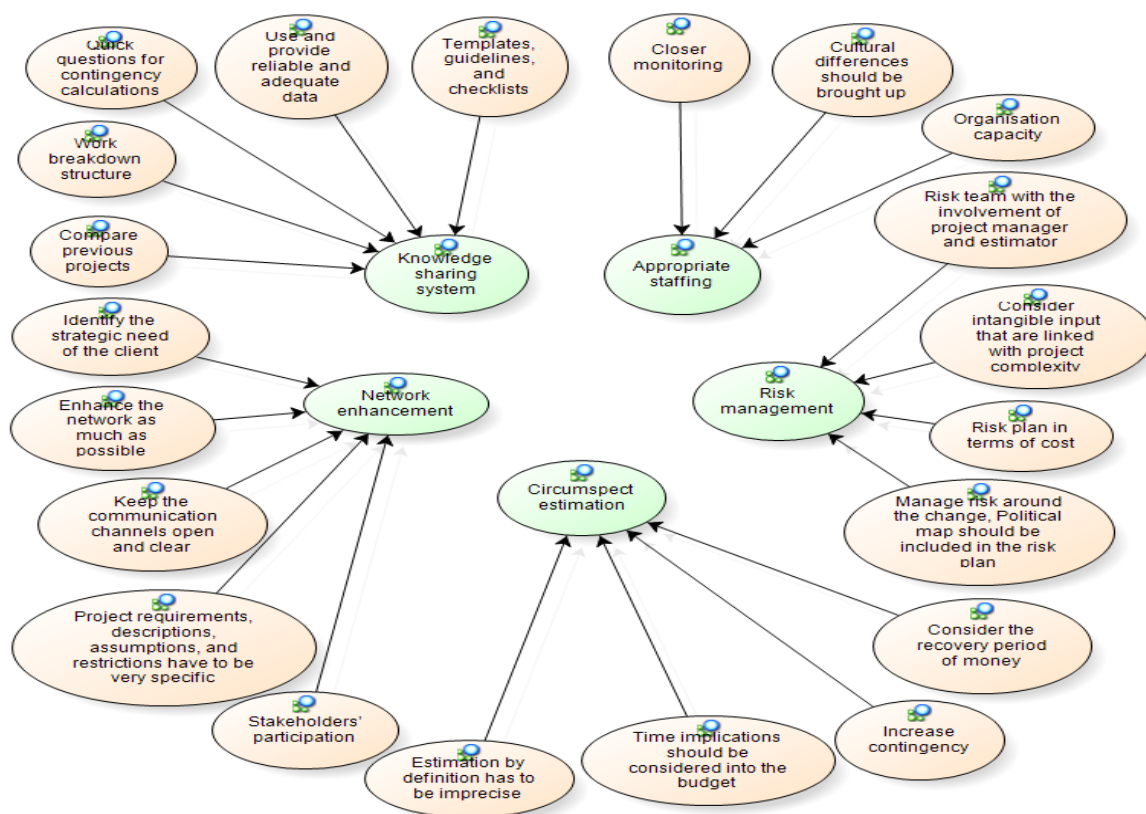 Quick
questions for
contingency
calculations
Use and
provide
reliable and
adequate
data
Templates,
guidelines,
and
checklists
Closer
monitoring
Cultural
differences
should be
brought up
Organisation
capacity
Work
breakdown
structure
Risk team with the
involvement of
project manager
and estimator
Compare
previous
projects
Knowledge
sharing
system
Appropriate
staffing
Identify the
strategic need
of the client
Consider
intangible input
that are linked
with project
complexity
Network
enhancement
Risk
management
Enhance the
network as
much as
possible
Risk plan in
terms of cost
Circumspect
estimation
Keep the
communication
channels open
and clear
Manage risk around
the change, Political
map should be
included in the risk
plan
Project requirements,
descriptions,
assumptions, and
restrictions have to be
very specific
Consider the
recovery period
of money
Stakeholders’
participation
Increase
contingency
Estimation by
definition has to
be imprecise
Time implications
should be
considered into the
budget